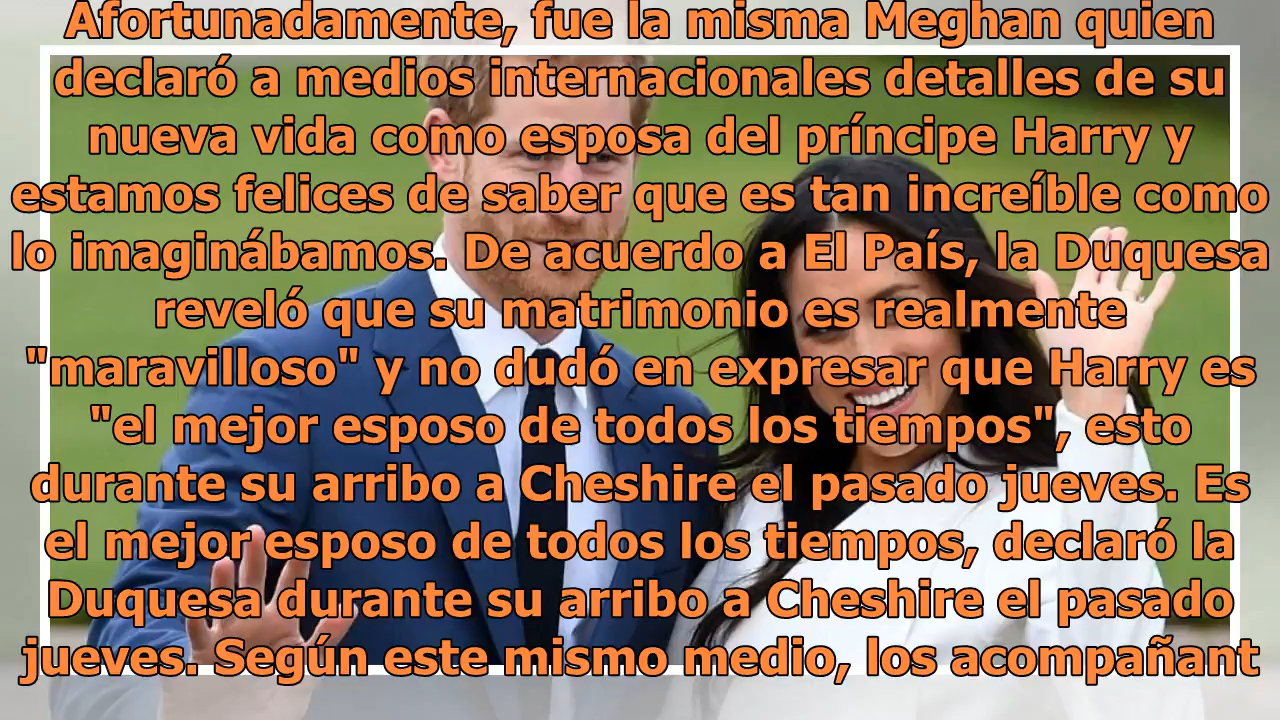 Afortunadamente, fue la misma Meghan quien
declaró a medios internacionales detalles de su
nueva vida como esposa del príncipe Harry y
estamos felices de saber que es tan increíble como
lo imaginábamos. De acuerdo a El País, la Duquesa
reveló que su matrimonio es realmente
"maravilloso" y no dudó en expresar que Harry es
"el mejor esposo de todos los tiempos", esto
durante su arribo a Cheshire el pasado jueves. Es
el mejor esposo de todos los tiempos, declaró la
Duquesa durante su arribo a Cheshire el pasado
jueves. Según este mismo medio, los acompañant